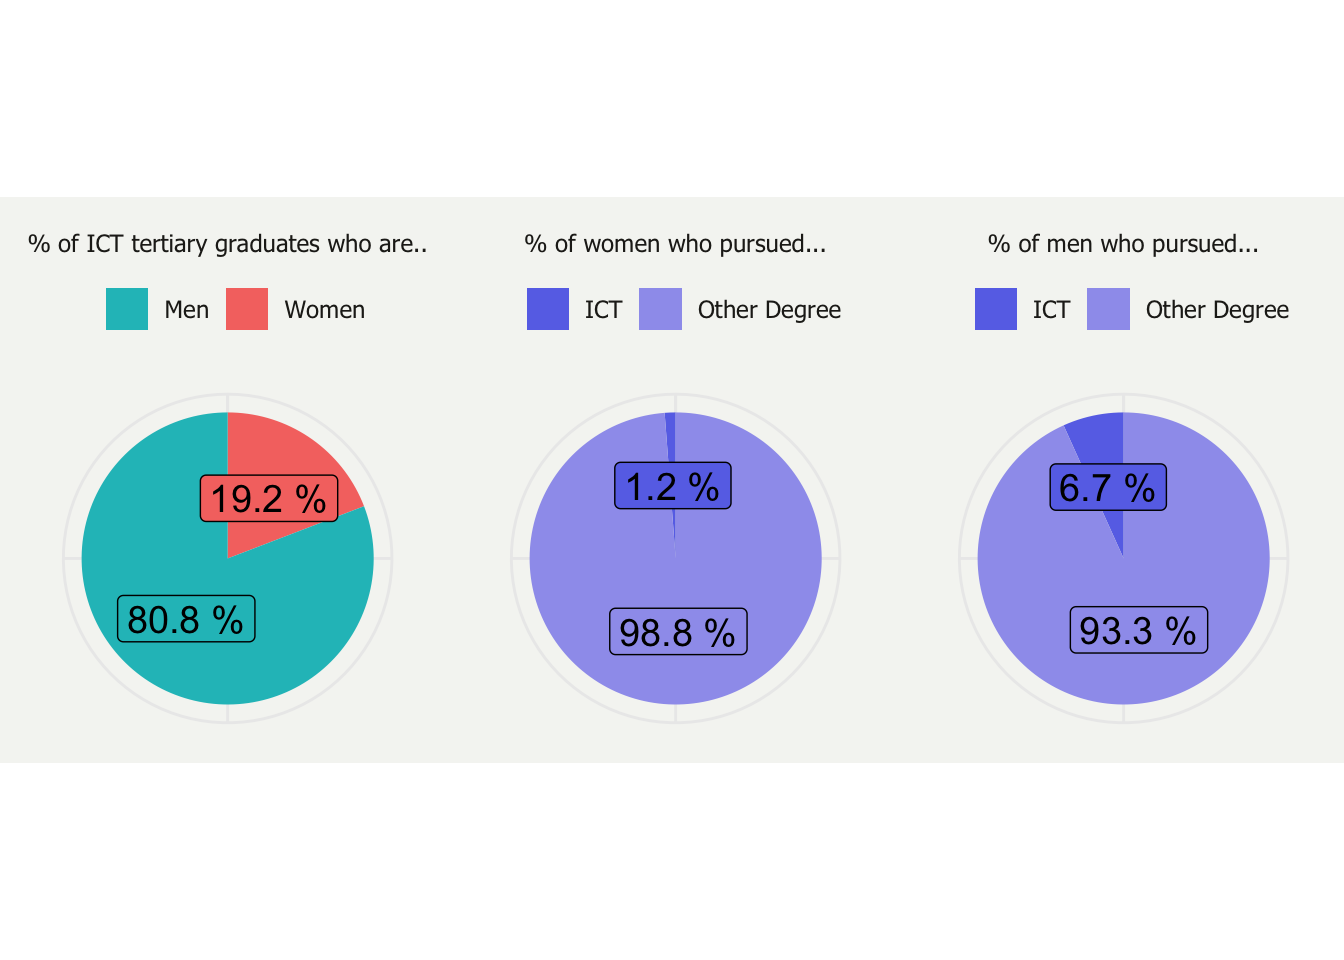 % of ICT tertiary graduates who are..
Men Women
19.2 %
80.8 %
% of women who pursued...
ICT Other Degree
1.2 %
98.8 %
% of men who pursued...
ICT Other Degree
6.7 %
93.3 %